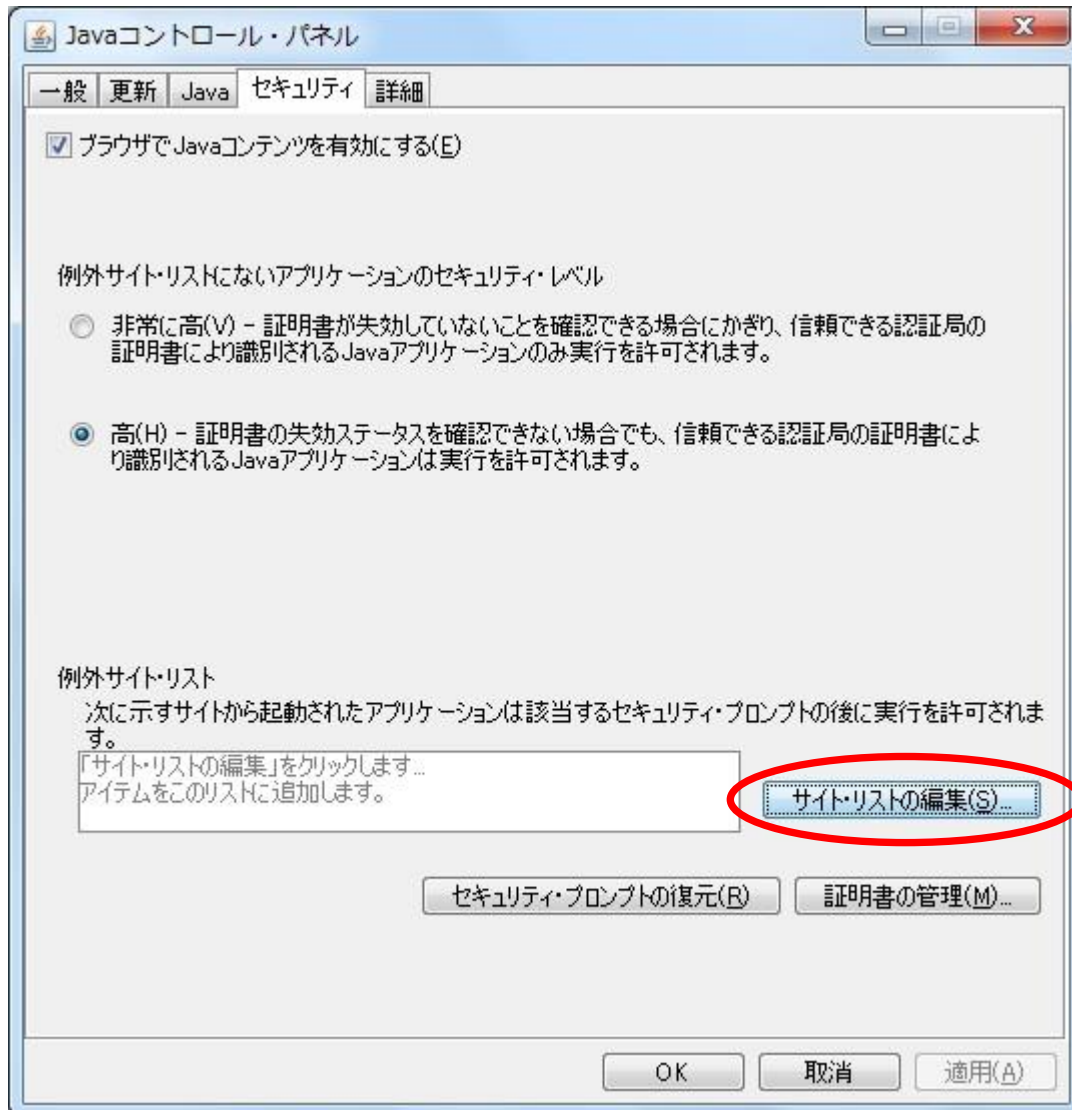 Javaコントロール・パネル
一般 更新 Java セキュリティ 詳細
ブラウザでJavaコンテンツを有効にする(E)
例外サイト・リストにないアプリケーションのセキュリティ・レベル
非常に高(V) - 証明書が失効していないことを確認できる場合にかぎり、信頼できる認証局の
証明書により識別されるJavaアプリケーションのみ実行を許可されます。
高(H) - 証明書の失効ステータスを確認できない場合でも、信頼できる認証局の証明書によ
り識別されるJavaアプリケーションは実行を許可されます。
例外サイト・リスト
次に示すサイトから起動されたアプリケーションは該当するセキュリティ・プロンプトの後に実行を許可されま
す。
「サイト・リストの編集」をクリックします...
アイテムをこのリストに追加します。
サイト・リストの編集(S)...
セキュリティ・プロンプトの復元(R) 証明書の管理(M)...
OK 取消 適用(A)